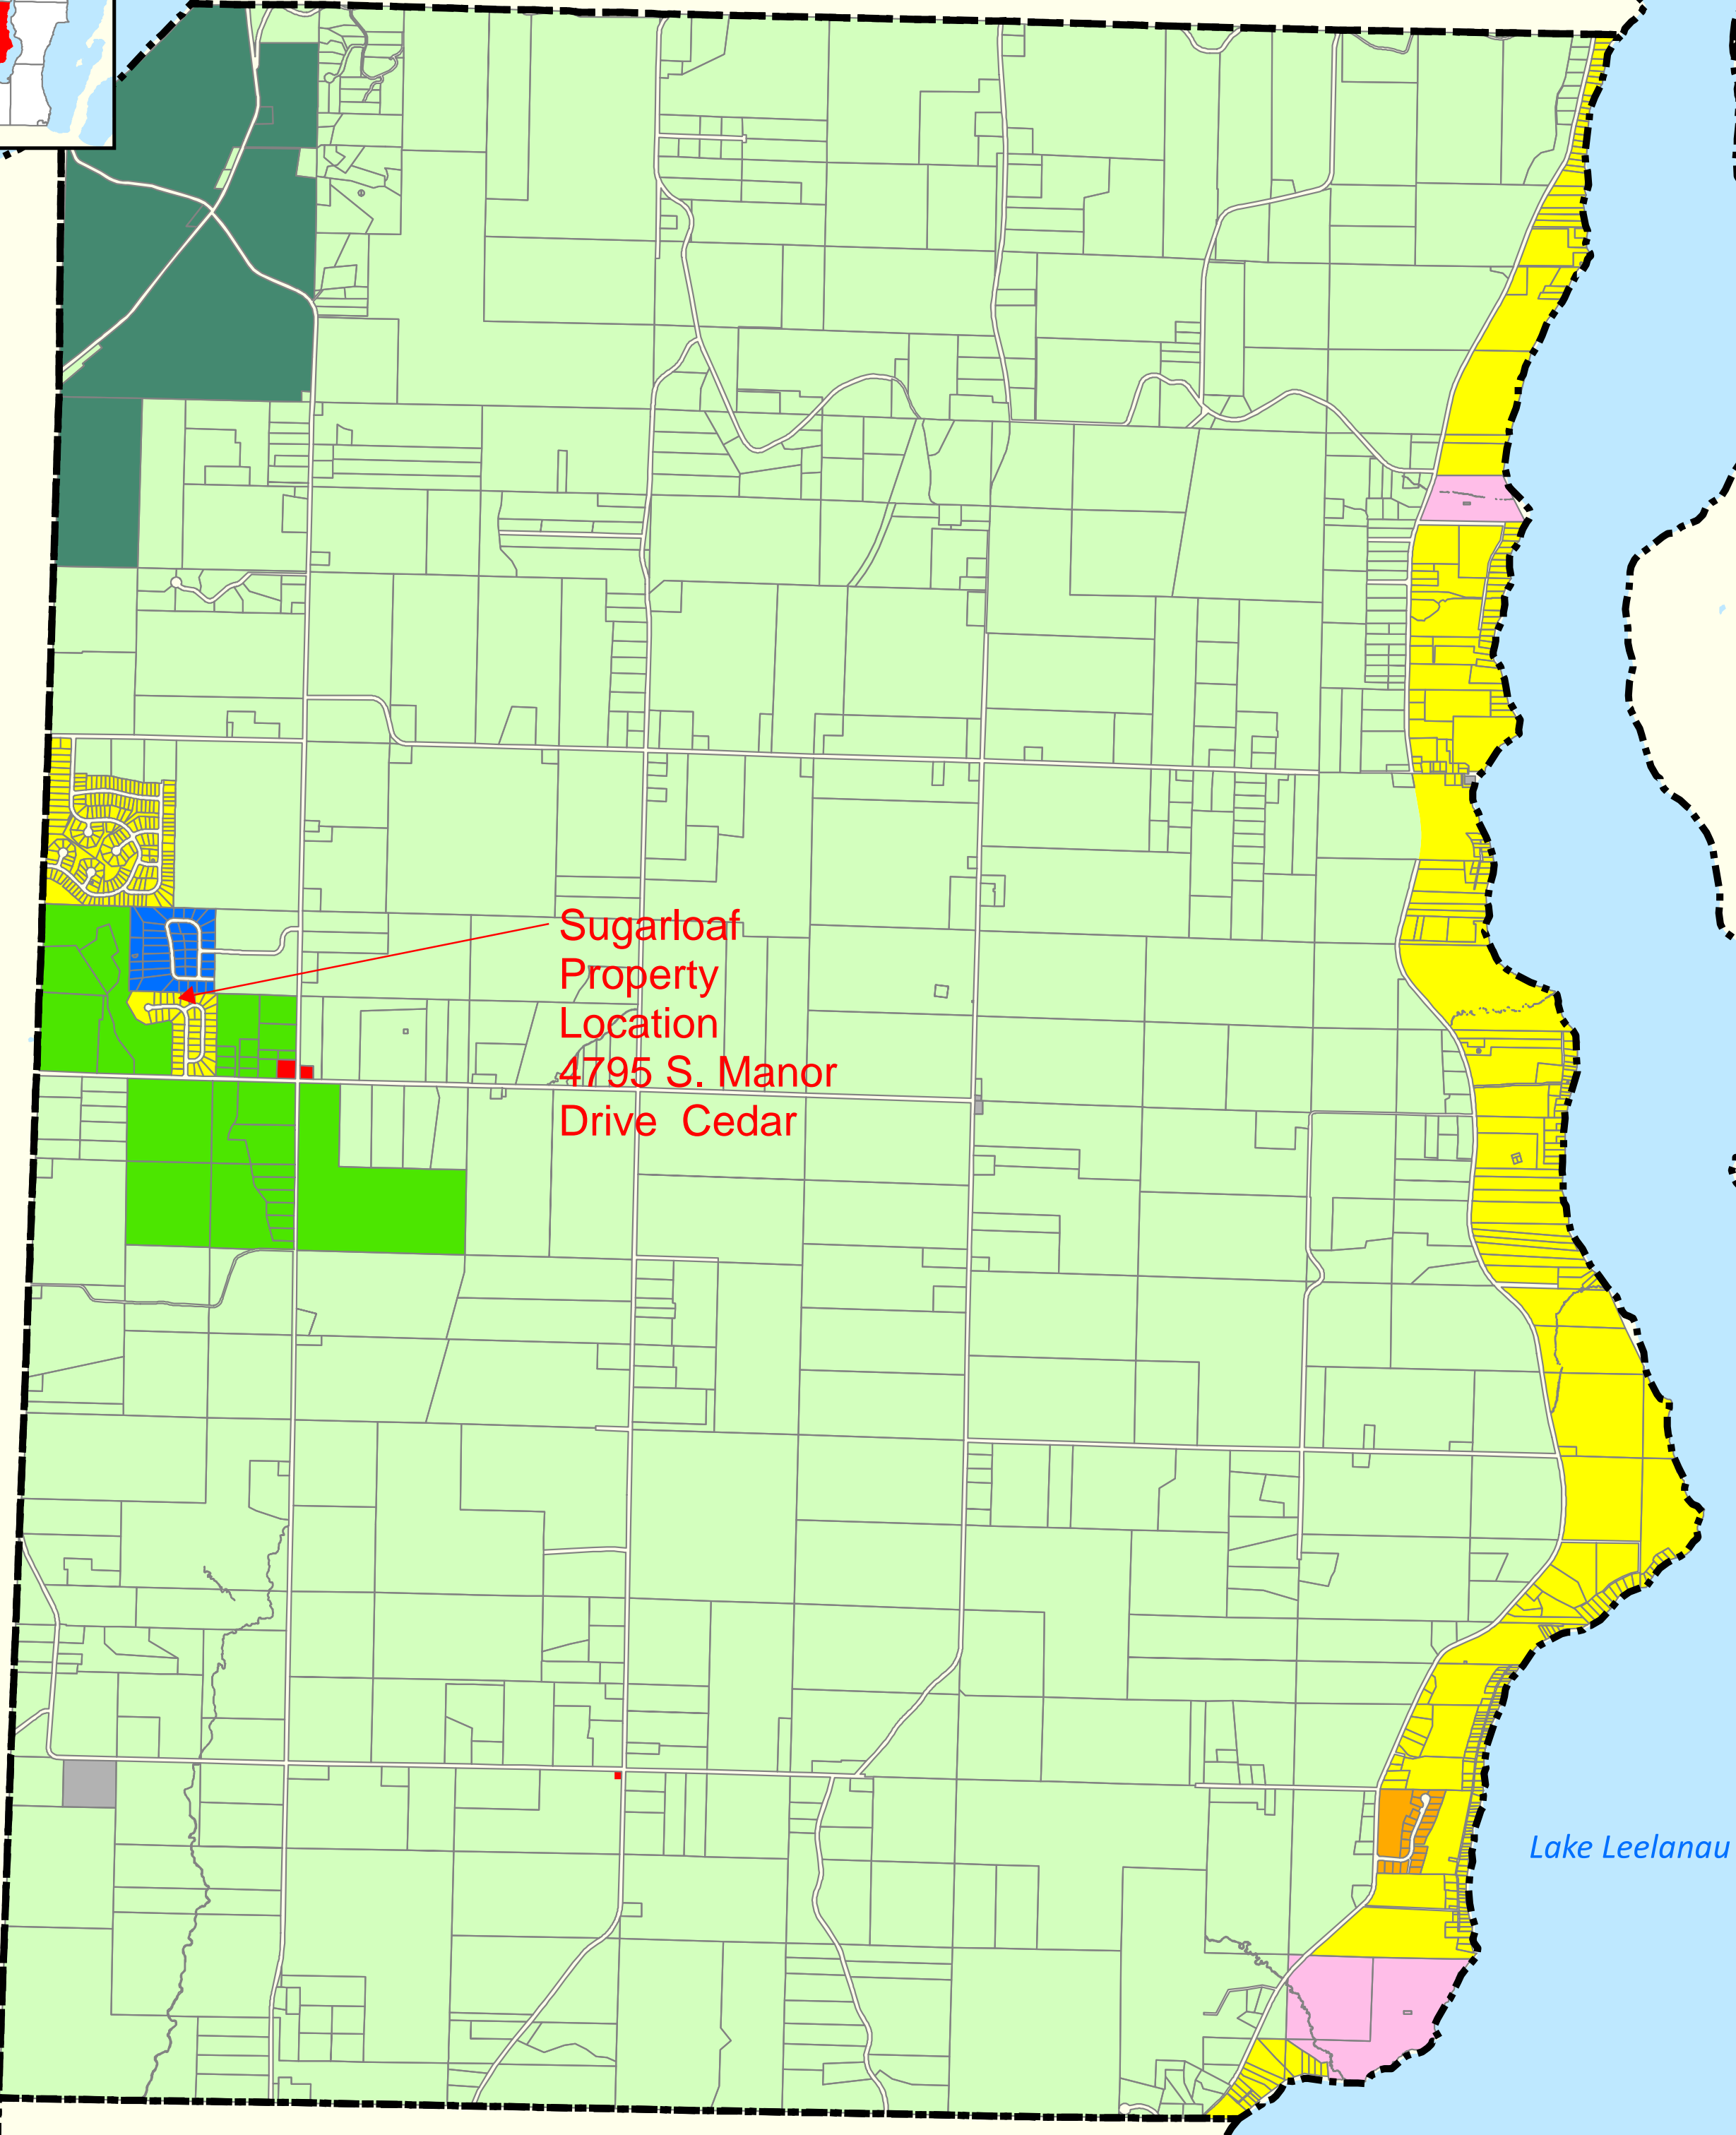 Sugarloaf
Property
Location
4795 S. Manor
Drive  Cedar
Lake Leelanau